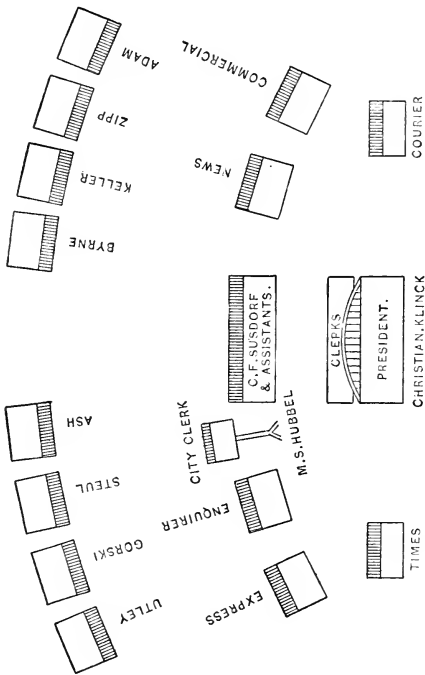 ADAM
ZIPP
KELLER
BYRNE
ASH
STEUL
GORSKI
UTLEY
COMMERCIAL
NEWS
C.F. SUSDORF
& ASSISTANTS.
CITY CLERK
M.S. HUBBEL
ENQUIRER
EXPRESS
COURIER
CLERKS
PRESIDENT.
CHRISTIAN. KLINCK
TIMES